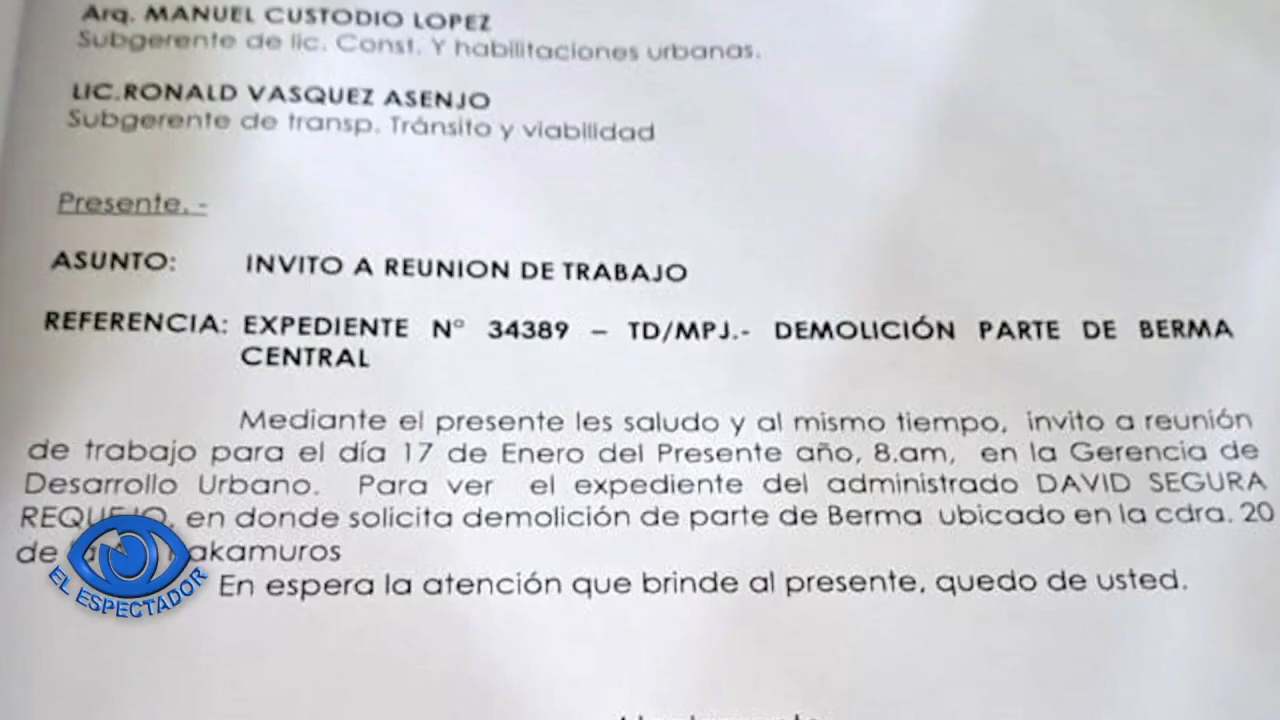 Arq. MANUEL CUSTODIO LOPEZ
Subgerente de lic. Const. Y habilitaciones urbanas.
LIC.RONALD VASQUEZ ASENJO
Subgerente de transp. Tránsito y viabilidad
Presente. -
ASUNTO: INVITO A REUNION DE TRABAJO
REFERENCIA: EXPEDIENTE N° 34389 – TD/MPJ.- DEMOLICIÓN PARTE DE BERMA
CENTRAL
Mediante el presente les saludo y al mismo tiempo, invito a reunión
de trabajo para el día 17 de Enero del Presente año, 8.am, en la Gerencia de
Desarrollo Urbano. Para ver el expediente del administrado DAVID SEGURA
REQUEJO, en donde solicita demolición de parte de Berma ubicado en la cdra. 20
de akamuros
En espera la atención que brinde al presente, quedo de usted.
EL ESPECTADOR